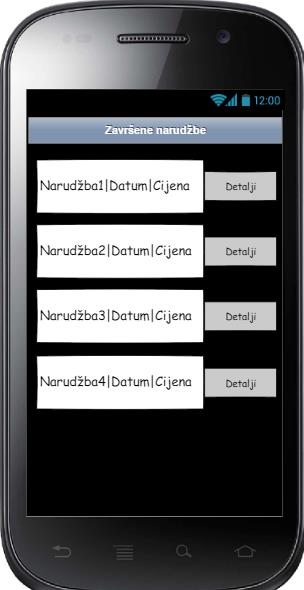 12:00
Završene narudžbe
Narudžba1|Datum|Cijena Detalji
Narudžba2|Datum|Cijena Detalji
Narudžba3|Datum|Cijena Detalji
Narudžba4|Datum|Cijena Detalji